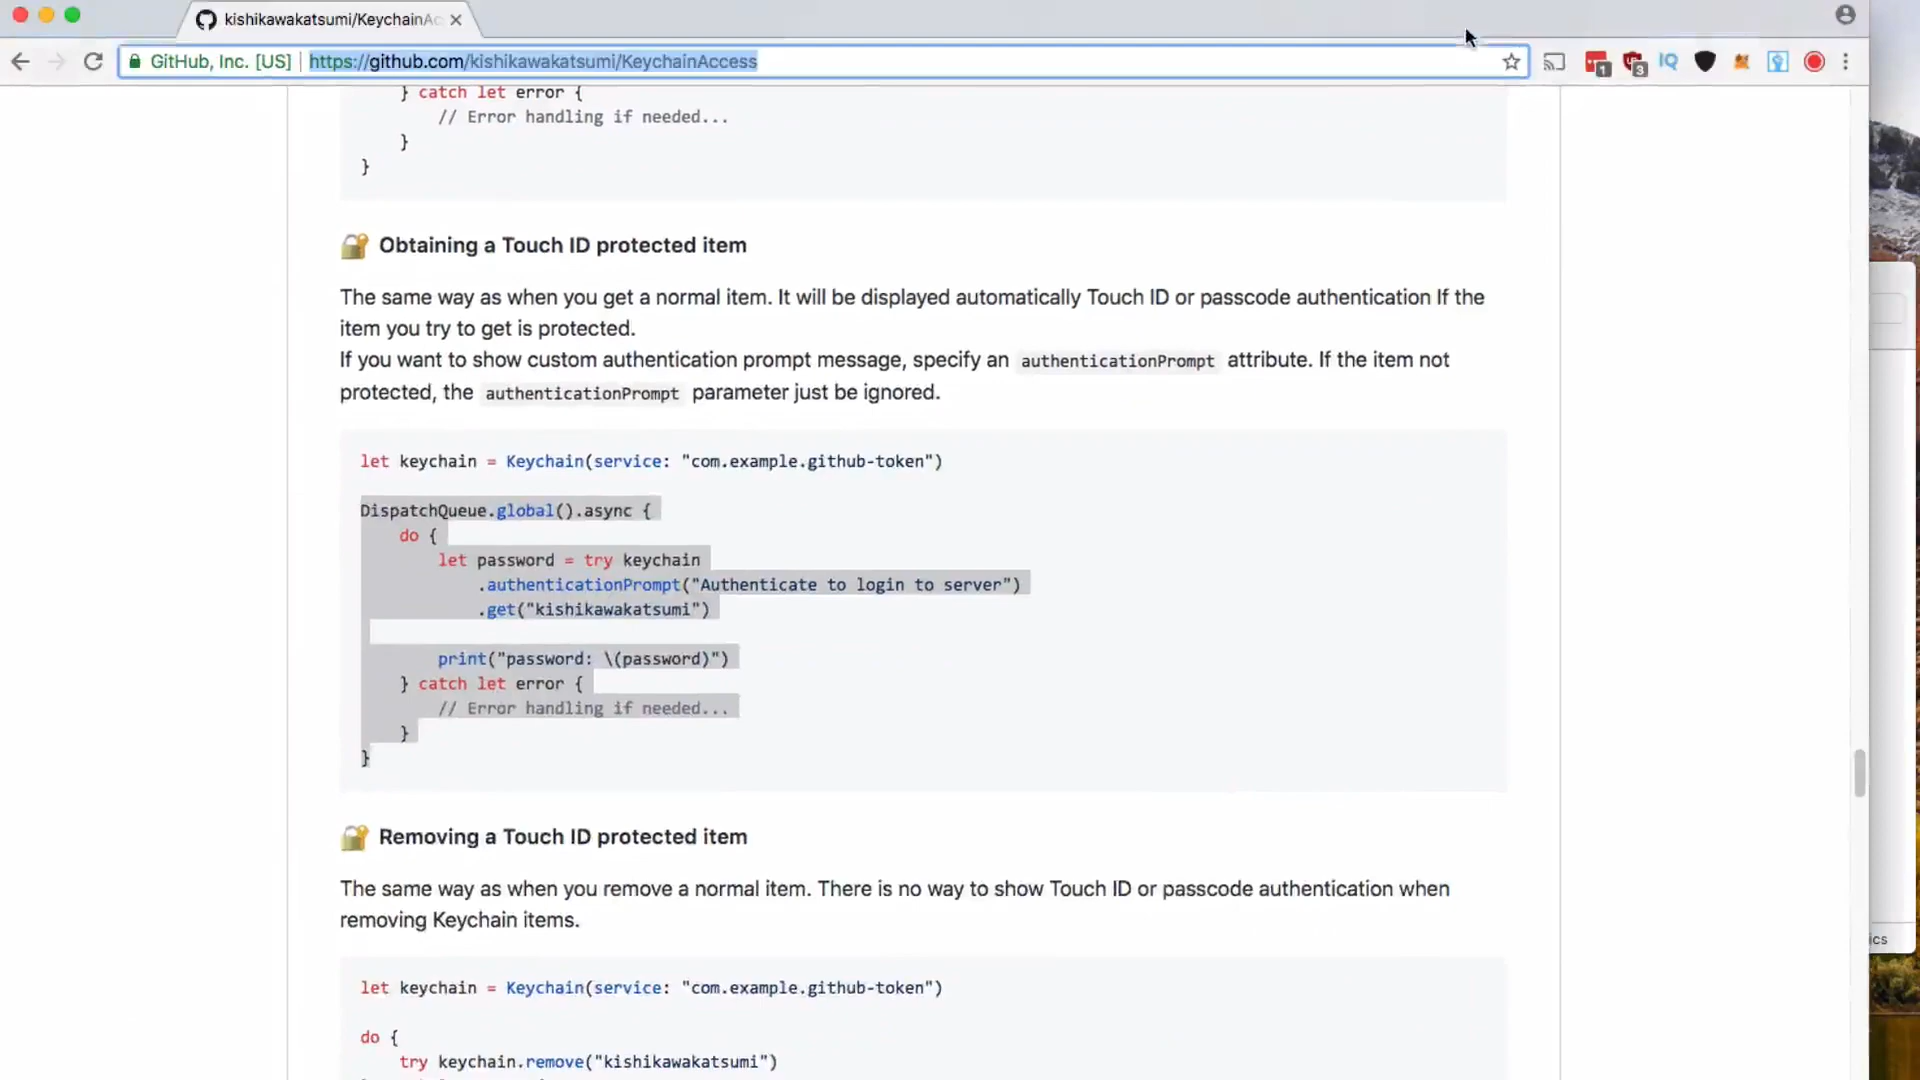 kishikawakatsumi/KeychainAc
GitHub, Inc. [US] | https://github.com/kishikawakatsumi/KeychainAccess
1
3
IQ
} catch let error {
// Error handling if needed...
}
}
🔐 Obtaining a Touch ID protected item
The same way as when you get a normal item. It will be displayed automatically Touch ID or passcode authentication If the
item you try to get is protected.
If you want to show custom authentication prompt message, specify an authenticationPrompt attribute. If the item not
protected, the authenticationPrompt parameter just be ignored.
let keychain = Keychain(service: "com.example.github-token")
DispatchQueue.global().async {
do {
let password = try keychain
.authenticationPrompt("Authenticate to login to server")
.get("kishikawakatsumi")
print("password: \(password)")
} catch let error {
// Error handling if needed...
}
}
🔐 Removing a Touch ID protected item
The same way as when you remove a normal item. There is no way to show Touch ID or passcode authentication when
removing Keychain items.
ics
let keychain = Keychain(service: "com.example.github-token")
do {
try keychain.remove("kishikawakatsumi")